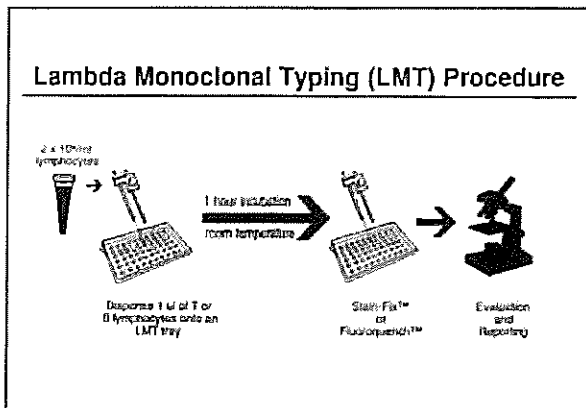 Lambda Monoclonal Typing (LMT) Procedure
lymphocytes
1 hour incubation
room temperature
Dispense 1 ul of T or
B lymphocytes onto an
LMT tray
Stain-Fix™
or
Fluoroquench™
Evaluation
and
Reporting